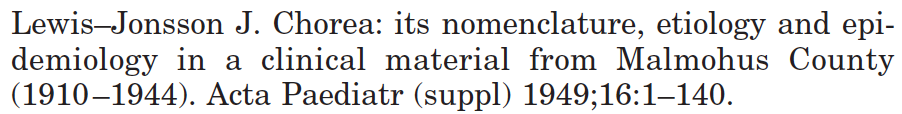 Lewis–Jonsson J. Chorea: its nomenclature, etiology and epi-
demiology in a clinical material from Malmohus County
(1910–1944). Acta Paediatr (suppl) 1949;16:1–140.